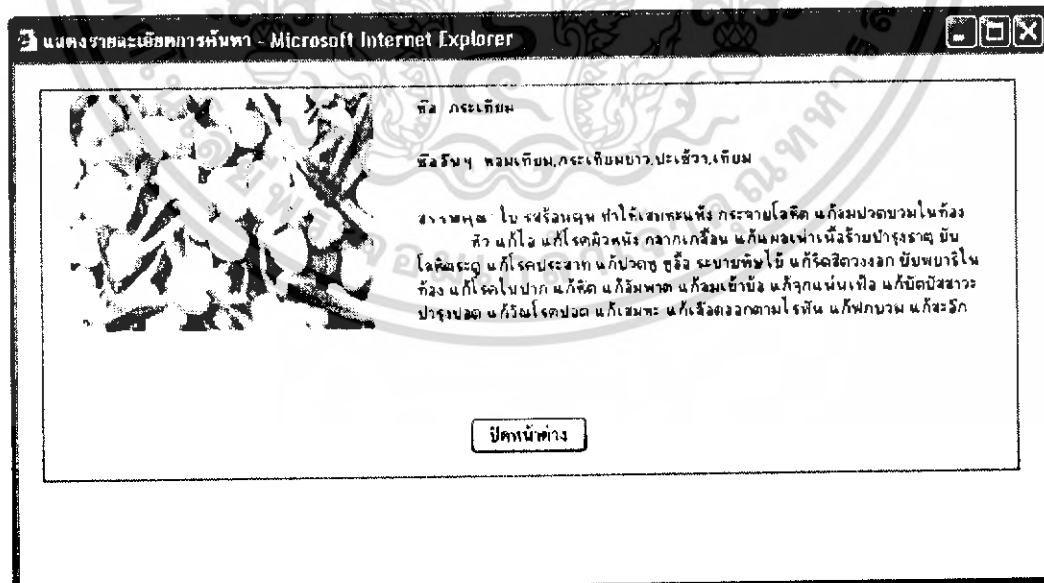 แสดงรายละเอียดการค้นหา - Microsoft Internet Explorer
ชื่อ กระเทียม
ชื่ออื่นๆ หอมเทียม,กระเทียมขาว,ปะเซ้วา,เทียม
สรรพคุณ ใบ รสร้อนฉุน ทำให้เสมหะแห้ง กระจายโลหิต แก้ลมปวดบวมในท้อง
หัว แก้ไอ แก้โรคผิวหนัง กลากเกลื้อน แก้แผลเน่าเนื้อร้ายบำรุงธาตุ ขับ
โลหิตระดู แก้โรคประสาท แก้ปวดหู หูอื้อ ระบายพิษไข้ แก้ริดสีดวงงอก ขับพยาธิใน
ท้อง แก้โรคในปาก แก้หืด แก้อัมพาต แก้ลมเข้าข้อ แก้จุกแน่นเฟ้อ แก้ขัดปัสสาวะ
บำรุงปอด แก้วัณโรคปอด แก้เสมหะ แก้เลือดออกตามไรฟัน แก้ฟกบวม แก้สะอึก
ปิดหน้าต่าง